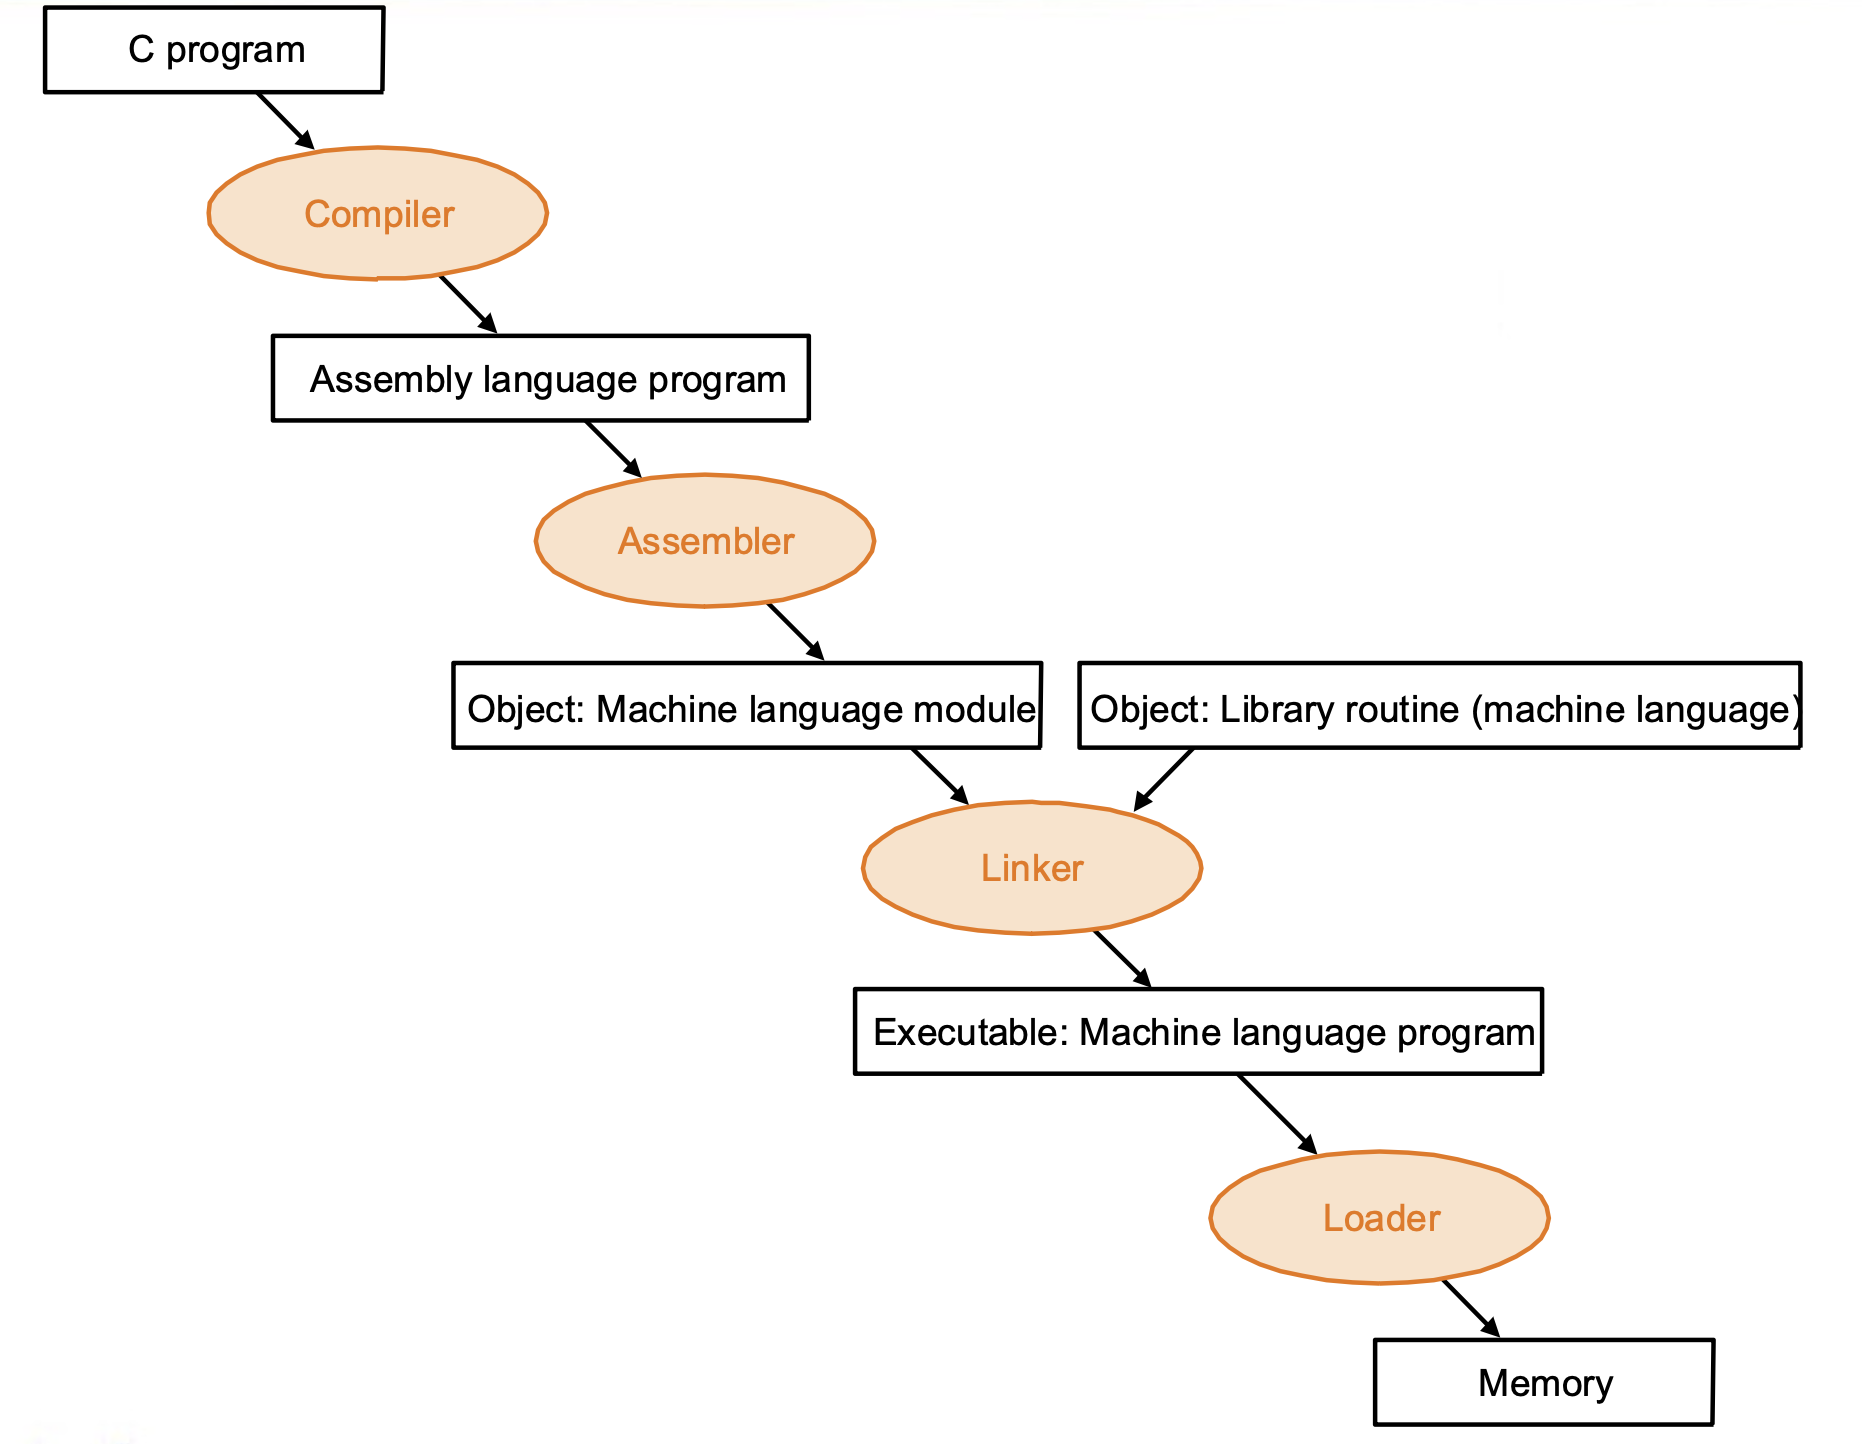 C program
Compiler
Assembly language program
Assembler
Object: Machine language module
Object: Library routine (machine language)
Linker
Executable: Machine language program
Loader
Memory